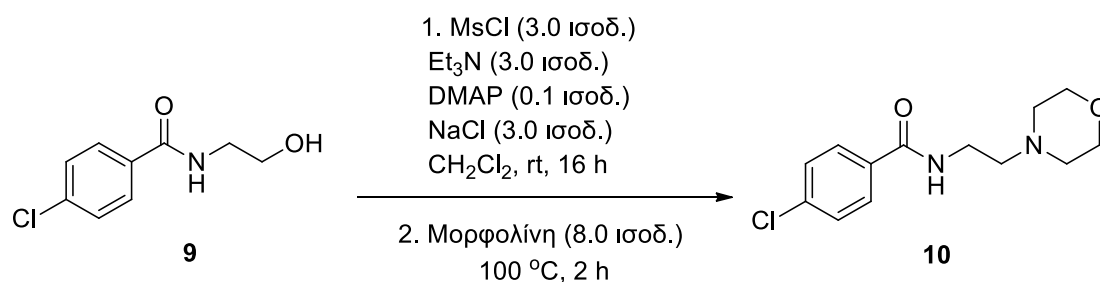 1. MsCl (3.0 ισοδ.)
Et₃N (3.0 ισοδ.)
DMAP (0.1 ισοδ.)
NaCl (3.0 ισοδ.)
CH₂Cl₂, rt, 16 h
2. Μορφολίνη (8.0 ισοδ.)
100 °C, 2 h
O
OH
N
H
Cl
9
O
O
N
N
H
Cl
10